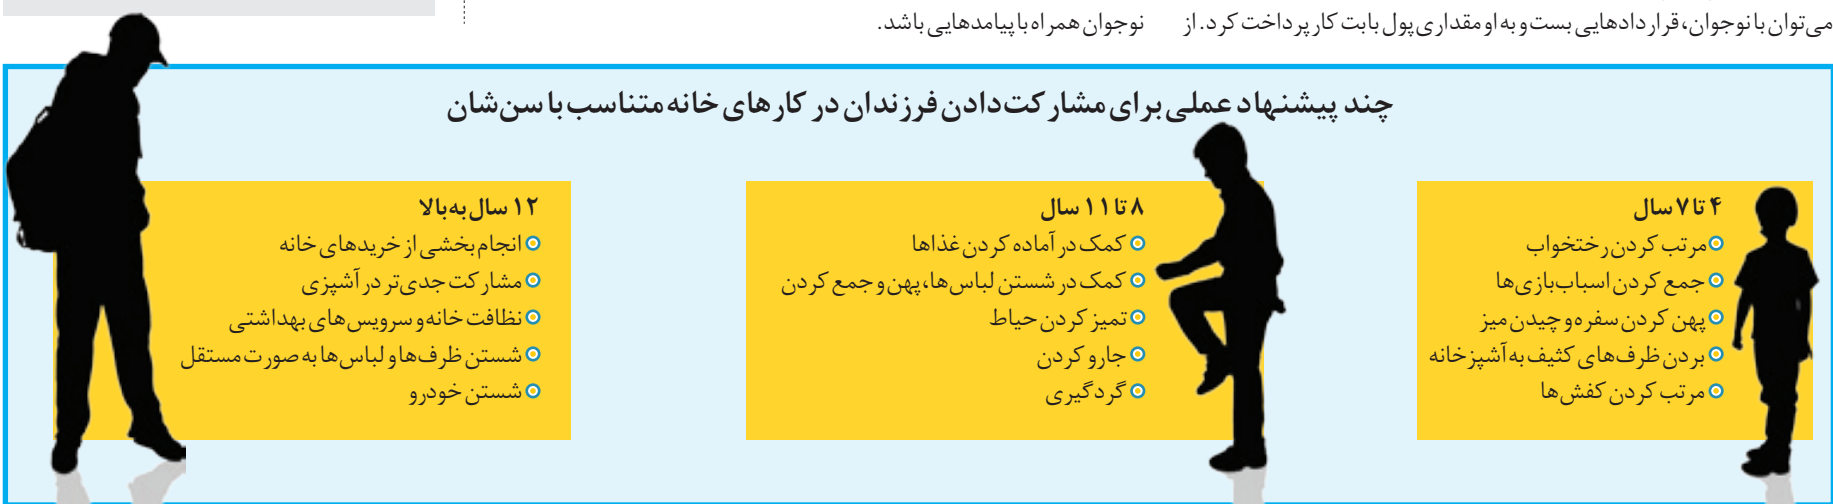 می‌توان با نوجوان، قراردادهایی بست و به او مقداری پول بابت کار پرداخت کرد. از
نوجوان همراه با پیامدهایی باشد.
چند پیشنهاد عملی برای مشارکت‌دادن فرزندان در کارهای خانه متناسب با سن‌شان
۴ تا ۷ سال
مرتب کردن رختخواب
جمع کردن اسباب‌بازی‌ها
پهن کردن سفره و چیدن میز
بردن ظرف‌های کثیف به آشپزخانه
مرتب کردن کفش‌ها
۸ تا ۱۱ سال
کمک در آماده کردن غذاها
کمک در شستن لباس‌ها، پهن و جمع کردن
تمیز کردن حیاط
جارو کردن
گردگیری
۱۲ سال به بالا
انجام بخشی از خریدهای خانه
مشارکت جدی‌تر در آشپزی
نظافت خانه و سرویس‌های بهداشتی
شستن ظرف‌ها و لباس‌ها به صورت مستقل
شستن خودرو